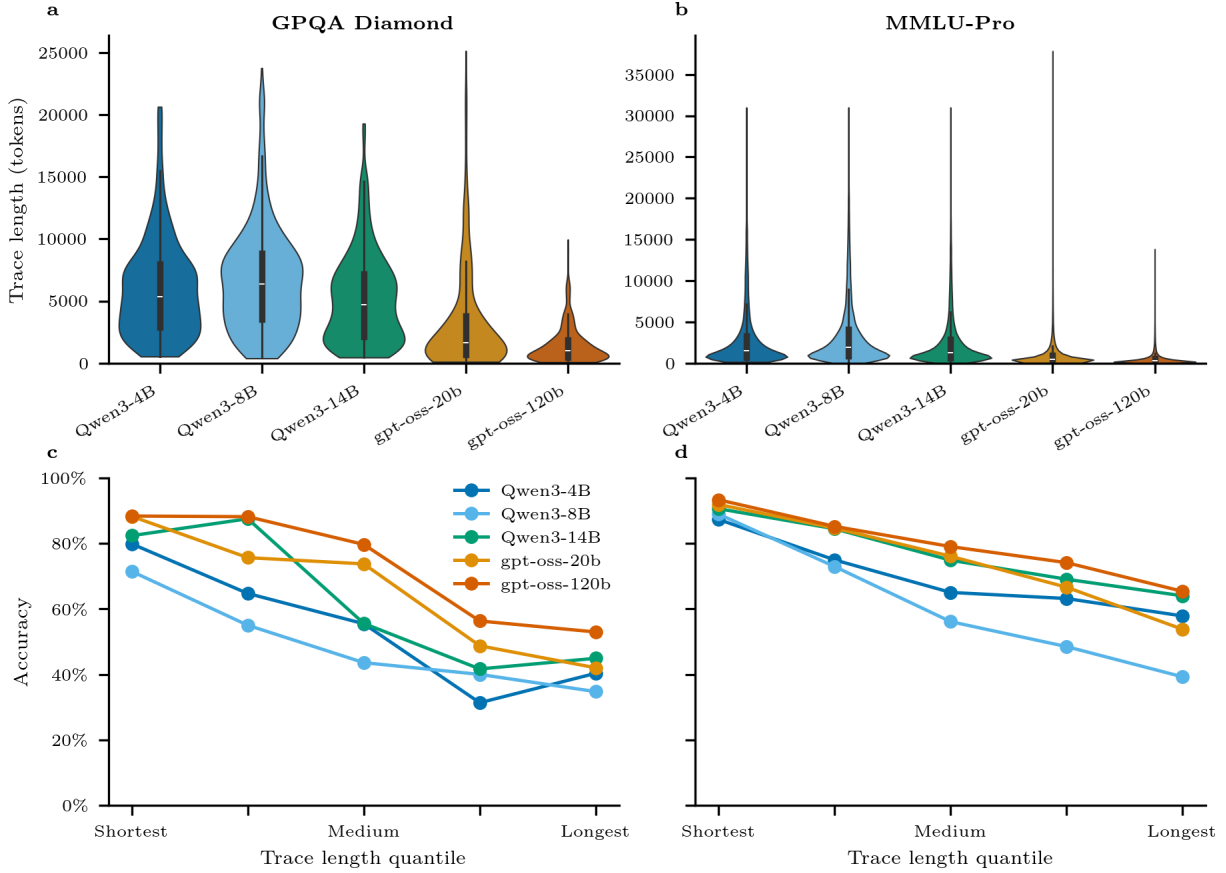 a
GPQA Diamond
b
MMLU-Pro
Trace length (tokens)
25000
20000
15000
10000
5000
0
35000
30000
25000
20000
15000
10000
5000
0
Qwen3-4B
Qwen3-8B
Qwen3-14B
gpt-oss-20b
gpt-oss-120b
Qwen3-4B
Qwen3-8B
Qwen3-14B
gpt-oss-20b
gpt-oss-120b
c
d
Accuracy
100%
80%
60%
40%
20%
0%
Qwen3-4B
Qwen3-8B
Qwen3-14B
gpt-oss-20b
gpt-oss-120b
Shortest
Medium
Longest
Trace length quantile
Shortest
Medium
Longest
Trace length quantile